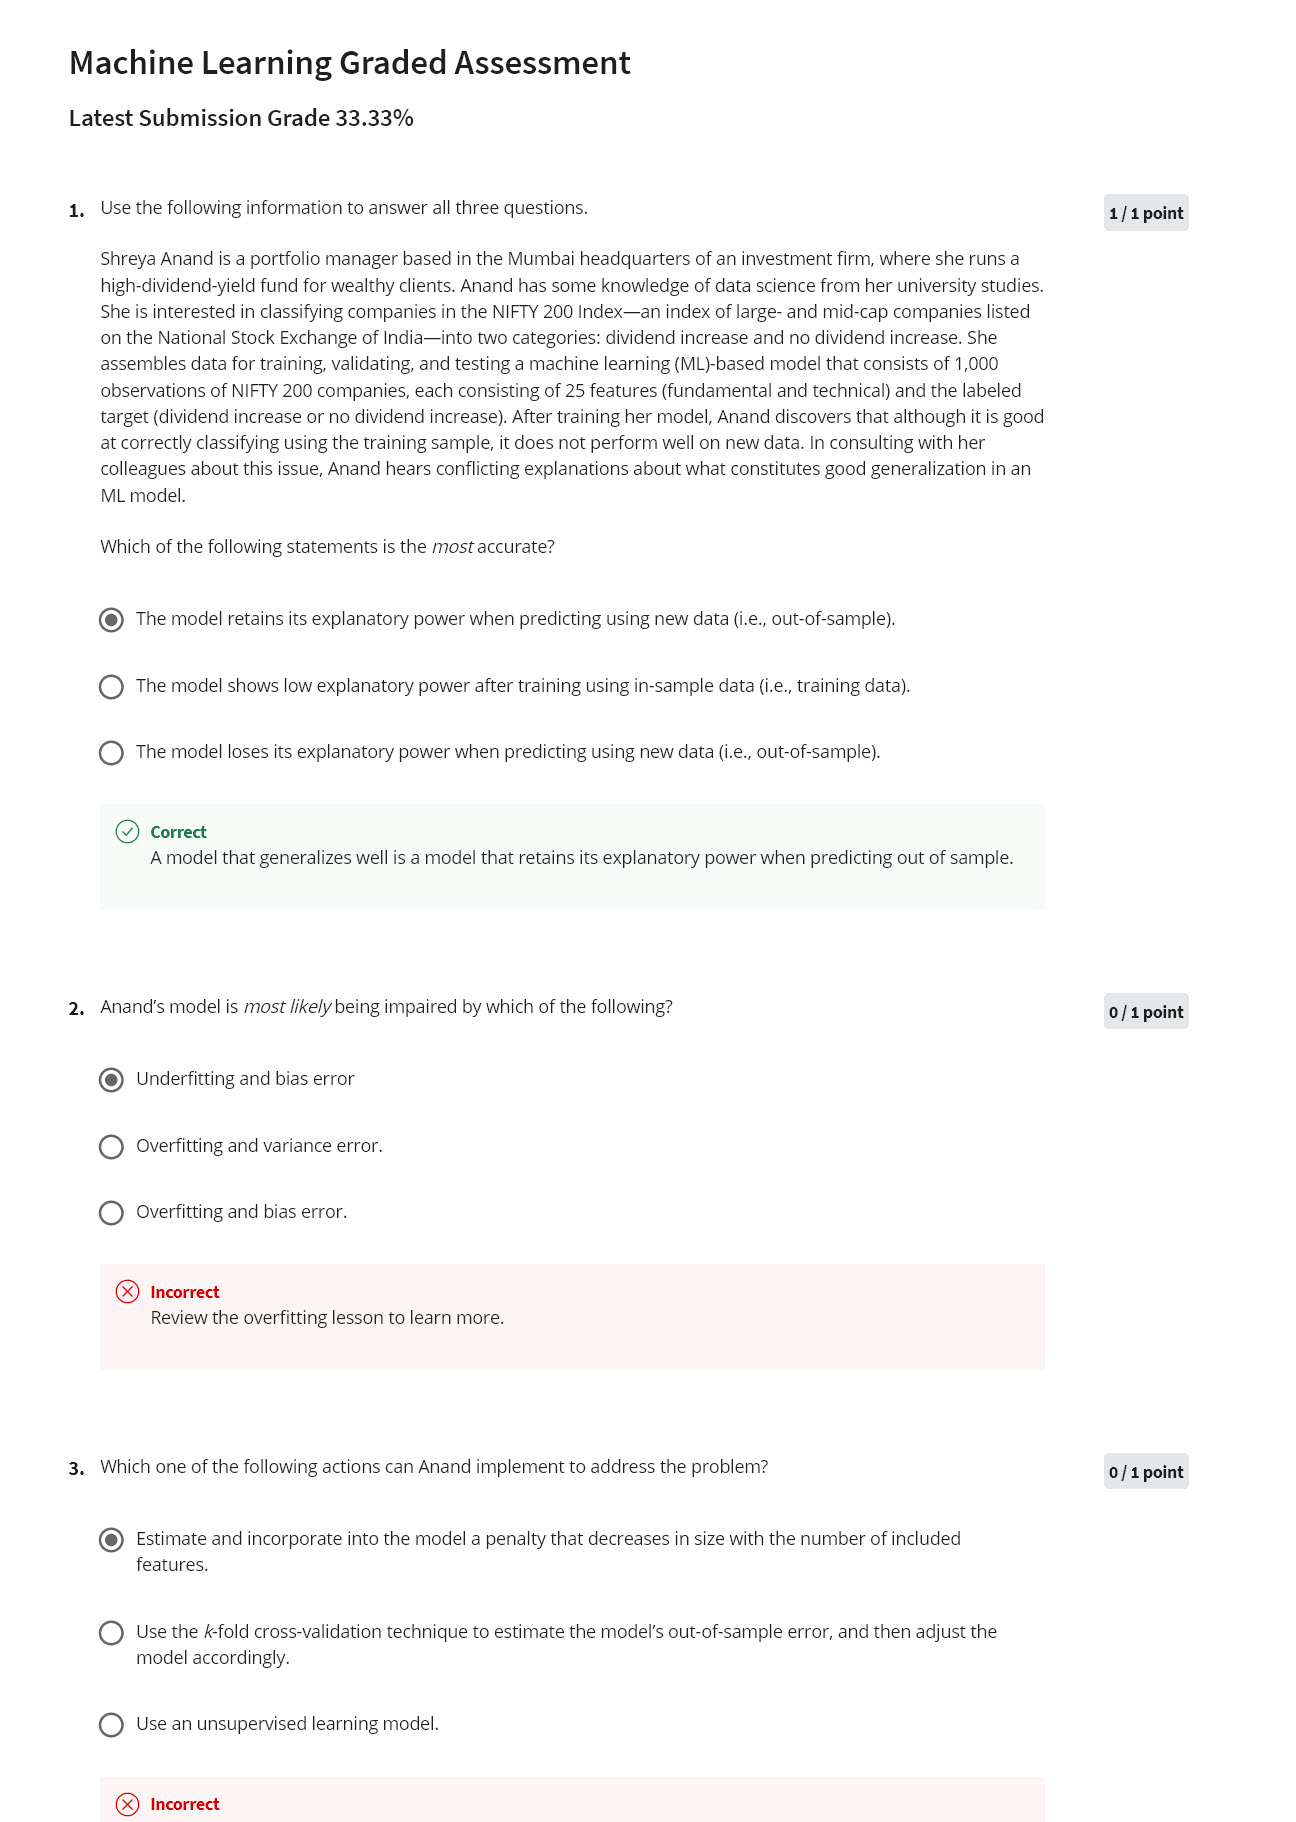 Machine Learning Graded Assessment
Latest Submission Grade 33.33%
1. Use the following information to answer all three questions.
1 / 1 point
Shreya Anand is a portfolio manager based in the Mumbai headquarters of an investment firm, where she runs a
high-dividend-yield fund for wealthy clients. Anand has some knowledge of data science from her university studies.
She is interested in classifying companies in the NIFTY 200 Index—an index of large- and mid-cap companies listed
on the National Stock Exchange of India—into two categories: dividend increase and no dividend increase. She
assembles data for training, validating, and testing a machine learning (ML)-based model that consists of 1,000
observations of NIFTY 200 companies, each consisting of 25 features (fundamental and technical) and the labeled
target (dividend increase or no dividend increase). After training her model, Anand discovers that although it is good
at correctly classifying using the training sample, it does not perform well on new data. In consulting with her
colleagues about this issue, Anand hears conflicting explanations about what constitutes good generalization in an
ML model.
Which of the following statements is the most accurate?
The model retains its explanatory power when predicting using new data (i.e., out-of-sample).
The model shows low explanatory power after training using in-sample data (i.e., training data).
The model loses its explanatory power when predicting using new data (i.e., out-of-sample).
Correct
A model that generalizes well is a model that retains its explanatory power when predicting out of sample.
2. Anand's model is most likely being impaired by which of the following?
0 / 1 point
Underfitting and bias error
Overfitting and variance error.
Overfitting and bias error.
Incorrect
Review the overfitting lesson to learn more.
3. Which one of the following actions can Anand implement to address the problem?
0 / 1 point
Estimate and incorporate into the model a penalty that decreases in size with the number of included
features.
Use the k-fold cross-validation technique to estimate the model's out-of-sample error, and then adjust the
model accordingly.
Use an unsupervised learning model.
Incorrect